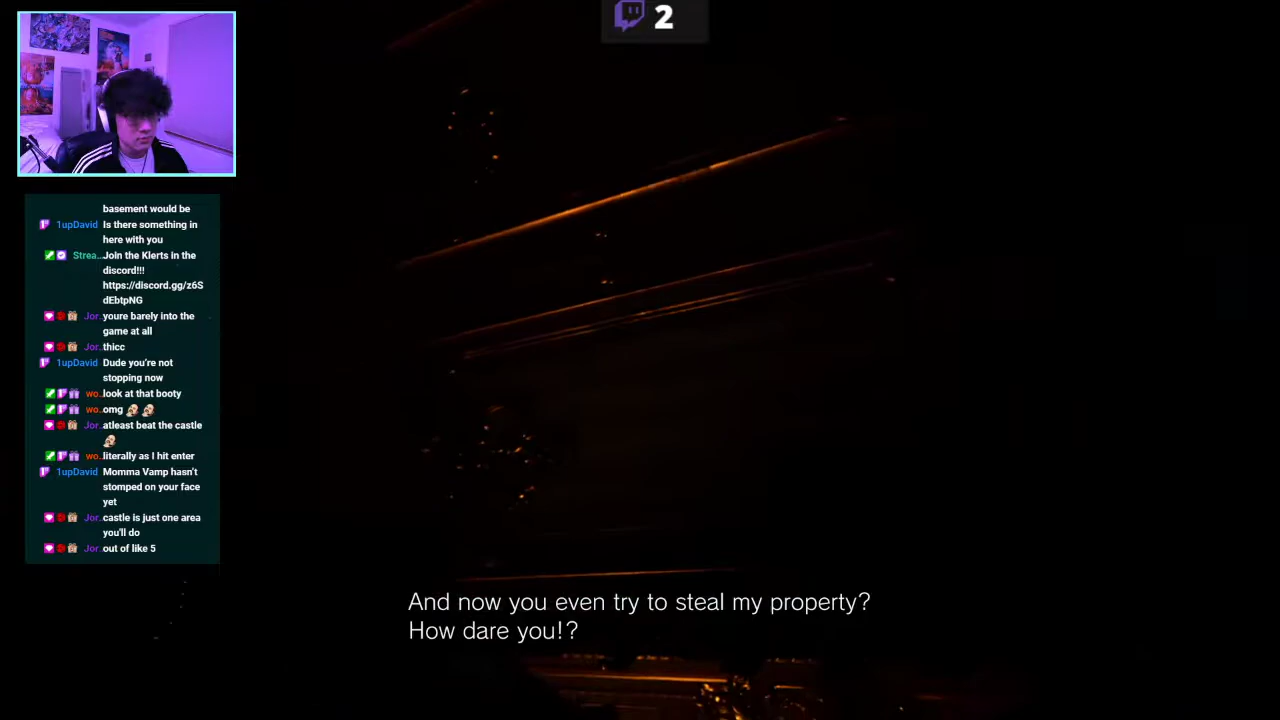 2
basement would be
1upDavid Is there something in
here with you
Strea... Join the Klerts in the
discord!!!
https://discord.gg/z6S
dEbtpNG
Jor... youre barely into the
game at all
Jor... thicc
1upDavid Dude you're not
stopping now
wo... look at that booty
wo... omg
Jor... atleast beat the castle
wo... literally as I hit enter
1upDavid Momma Vamp hasn't
stomped on your face
yet
Jor... castle is just one area
you'll do
Jor... out of like 5
And now you even try to steal my property?
How dare you!?